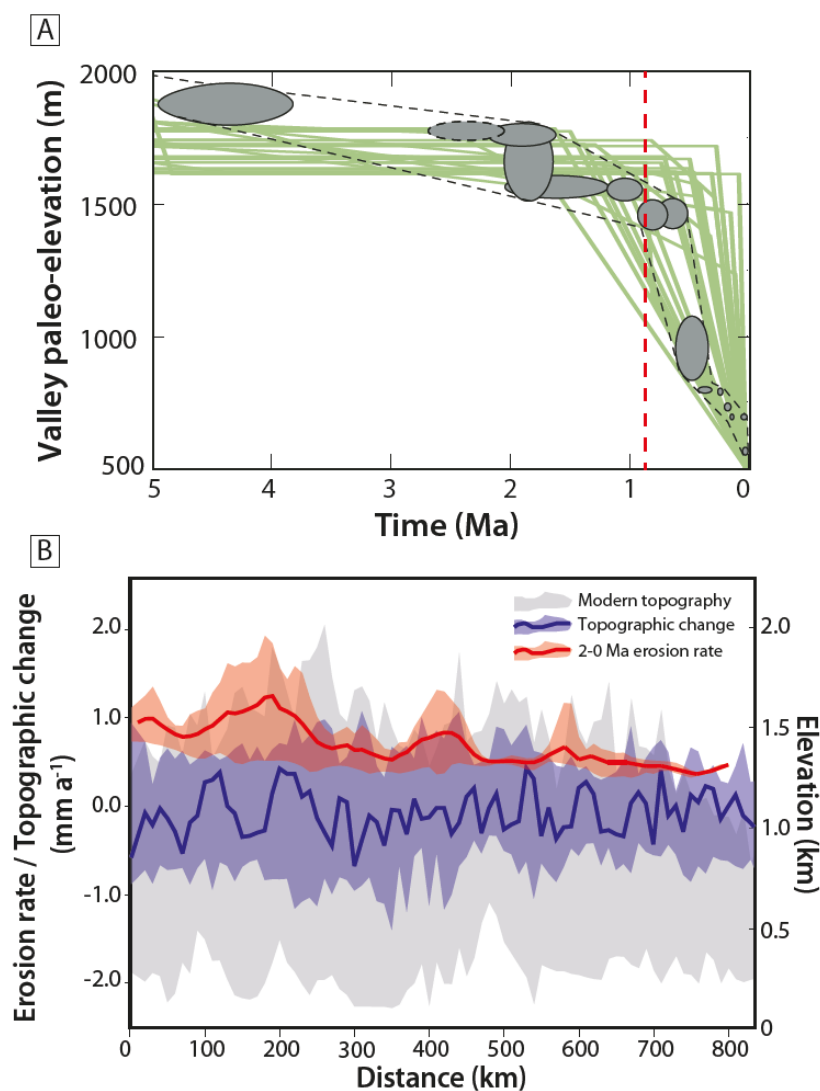 A
Valley paleo-elevation (m)
2000
1500
1000
500
5
4
3
2
1
0
Time (Ma)
B
Erosion rate / Topographic change
(mm a⁻¹)
2.0
1.0
0.0
-1.0
-2.0
Modern topography
Topographic change
2-0 Ma erosion rate
2.0
1.5
1.0
0.5
0
Elevation (km)
0
100
200
300
400
500
600
700
800
Distance (km)